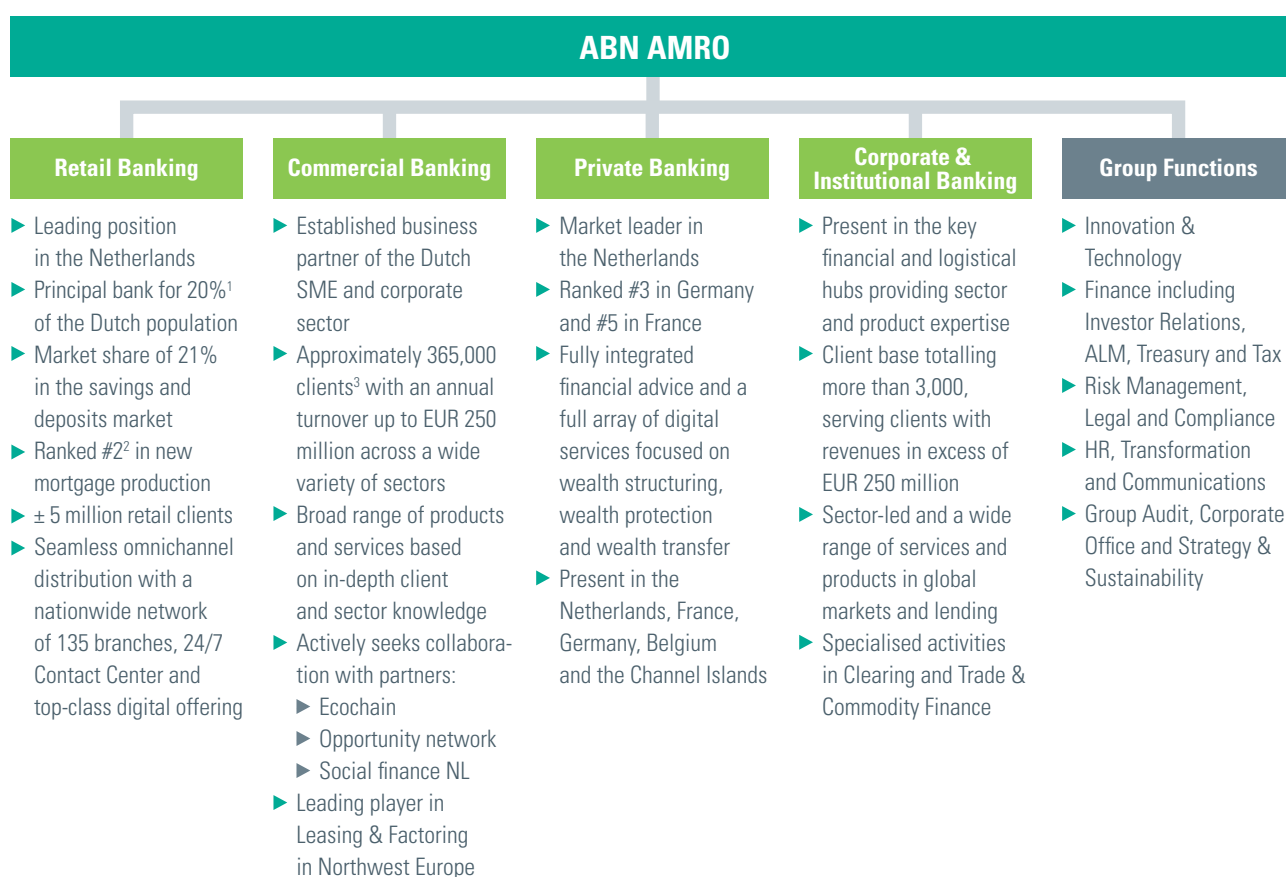 ABN AMRO
Retail Banking
▶ Leading position
in the Netherlands
▶ Principal bank for 20%¹
of the Dutch population
▶ Market share of 21%
in the savings and
deposits market
▶ Ranked #2² in new
mortgage production
▶ ± 5 million retail clients
▶ Seamless omnichannel
distribution with a
nationwide network
of 135 branches, 24/7
Contact Center and
top-class digital offering
Commercial Banking
▶ Established business
partner of the Dutch
SME and corporate
sector
▶ Approximately 365,000
clients³ with an annual
turnover up to EUR 250
million across a wide
variety of sectors
▶ Broad range of products
and services based
on in-depth client
and sector knowledge
▶ Actively seeks collabora-
tion with partners:
▶ Ecochain
▶ Opportunity network
▶ Social finance NL
▶ Leading player in
Leasing & Factoring
in Northwest Europe
Private Banking
▶ Market leader in
the Netherlands
▶ Ranked #3 in Germany
and #5 in France
▶ Fully integrated
financial advice and a
full array of digital
services focused on
wealth structuring,
wealth protection
and wealth transfer
▶ Present in the
Netherlands, France,
Germany, Belgium
and the Channel Islands
Corporate &
Institutional Banking
▶ Present in the key
financial and logistical
hubs providing sector
and product expertise
▶ Client base totalling
more than 3,000,
serving clients with
revenues in excess of
EUR 250 million
▶ Sector-led and a wide
range of services and
products in global
markets and lending
▶ Specialised activities
in Clearing and Trade &
Commodity Finance
Group Functions
▶ Innovation &
Technology
▶ Finance including
Investor Relations,
ALM, Treasury and Tax
▶ Risk Management,
Legal and Compliance
▶ HR, Transformation
and Communications
▶ Group Audit, Corporate
Office and Strategy &
Sustainability